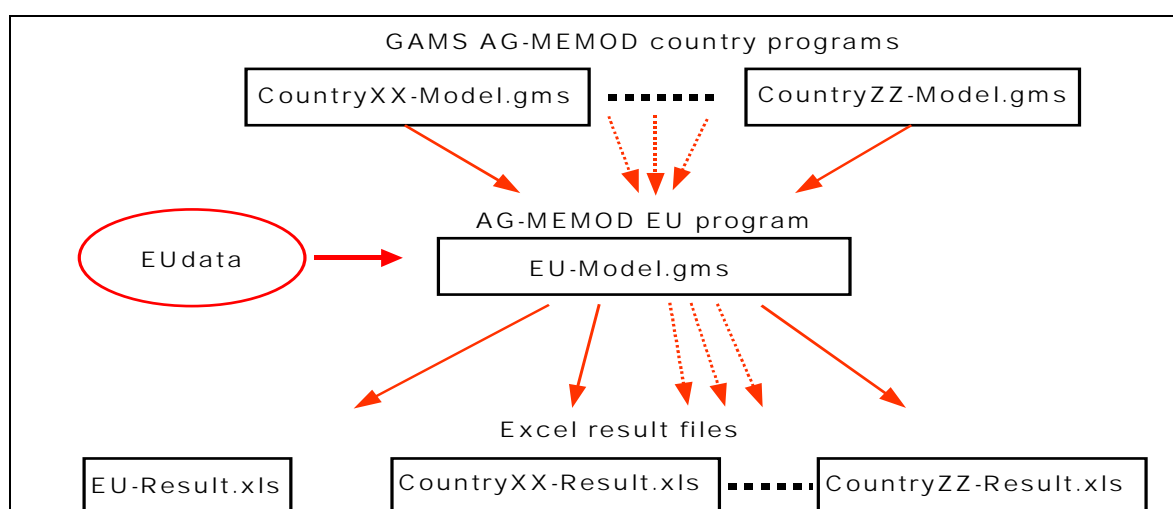 GAMS AG-MEMOD country programs
CountryXX-Model.gms
CountryZZ-Model.gms
AG-MEMOD EU program
EUdata
EU-Model.gms
Excel result files
EU-Result.xls
CountryXX-Result.xls
CountryZZ-Result.xls